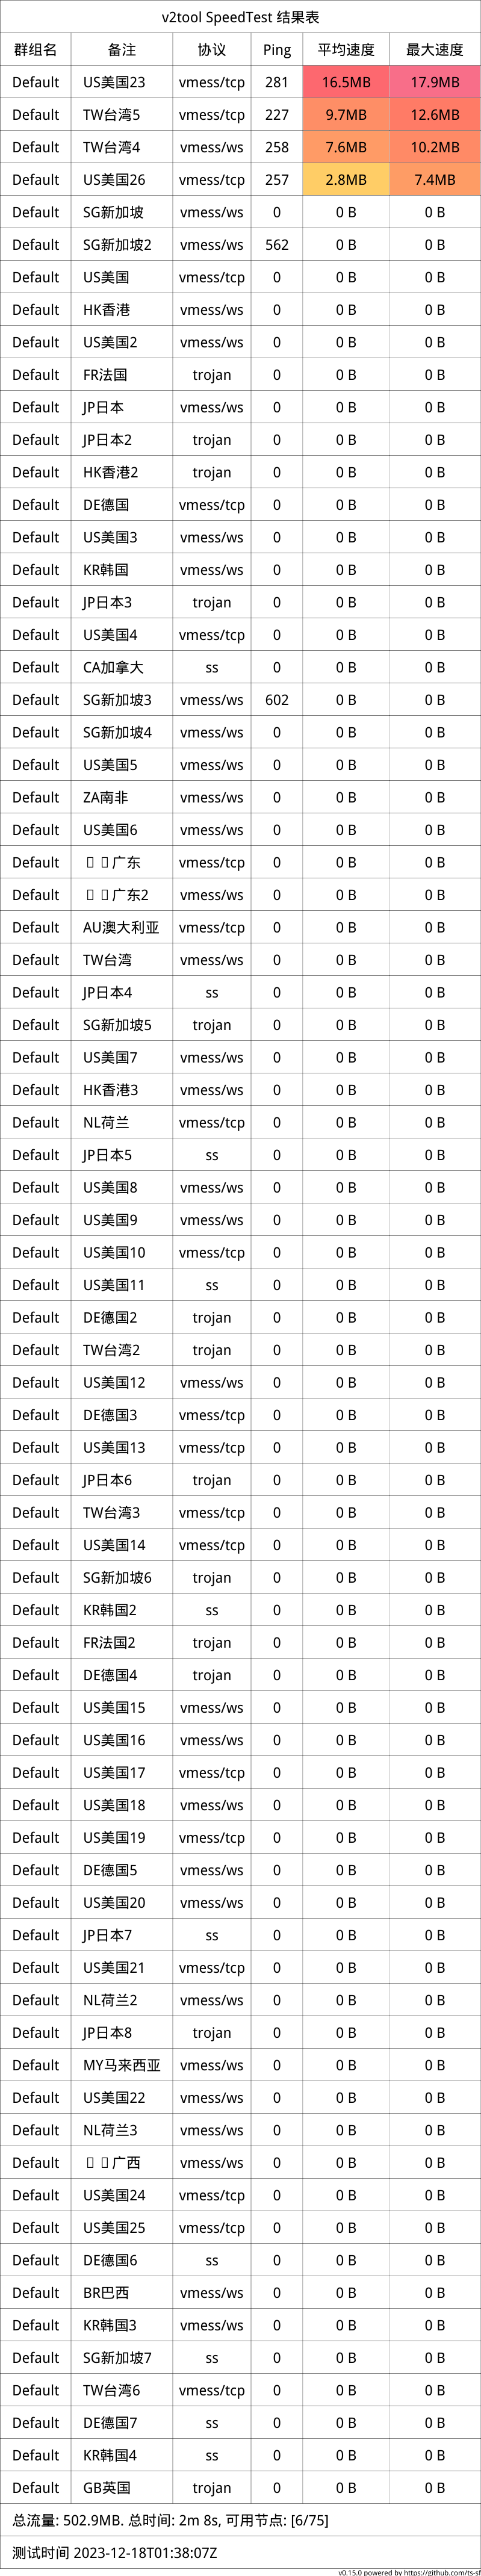 v2tool SpeedTest 结果表
群组名 备注 协议 Ping 平均速度 最大速度
Default US美国23 vmess/tcp 281 16.5MB 17.9MB
Default TW台湾5 vmess/tcp 227 9.7MB 12.6MB
Default TW台湾4 vmess/ws 258 7.6MB 10.2MB
Default US美国26 vmess/tcp 257 2.8MB 7.4MB
Default SG新加坡 vmess/ws 0 0 B 0 B
Default SG新加坡2 vmess/ws 562 0 B 0 B
Default US美国 vmess/tcp 0 0 B 0 B
Default HK香港 vmess/ws 0 0 B 0 B
Default US美国2 vmess/ws 0 0 B 0 B
Default FR法国 trojan 0 0 B 0 B
Default JP日本 vmess/ws 0 0 B 0 B
Default JP日本2 trojan 0 0 B 0 B
Default HK香港2 trojan 0 0 B 0 B
Default DE德国 vmess/tcp 0 0 B 0 B
Default US美国3 vmess/ws 0 0 B 0 B
Default KR韩国 vmess/ws 0 0 B 0 B
Default JP日本3 trojan 0 0 B 0 B
Default US美国4 vmess/tcp 0 0 B 0 B
Default CA加拿大 ss 0 0 B 0 B
Default SG新加坡3 vmess/ws 602 0 B 0 B
Default SG新加坡4 vmess/ws 0 0 B 0 B
Default US美国5 vmess/ws 0 0 B 0 B
Default ZA南非 vmess/ws 0 0 B 0 B
Default US美国6 vmess/ws 0 0 B 0 B
Default 广东 vmess/tcp 0 0 B 0 B
Default 广东2 vmess/ws 0 0 B 0 B
Default AU澳大利亚 vmess/tcp 0 0 B 0 B
Default TW台湾 vmess/ws 0 0 B 0 B
Default JP日本4 ss 0 0 B 0 B
Default SG新加坡5 trojan 0 0 B 0 B
Default US美国7 vmess/ws 0 0 B 0 B
Default HK香港3 vmess/ws 0 0 B 0 B
Default NL荷兰 vmess/tcp 0 0 B 0 B
Default JP日本5 ss 0 0 B 0 B
Default US美国8 vmess/ws 0 0 B 0 B
Default US美国9 vmess/ws 0 0 B 0 B
Default US美国10 vmess/tcp 0 0 B 0 B
Default US美国11 ss 0 0 B 0 B
Default DE德国2 trojan 0 0 B 0 B
Default TW台湾2 trojan 0 0 B 0 B
Default US美国12 vmess/ws 0 0 B 0 B
Default DE德国3 vmess/tcp 0 0 B 0 B
Default US美国13 vmess/tcp 0 0 B 0 B
Default JP日本6 trojan 0 0 B 0 B
Default TW台湾3 vmess/tcp 0 0 B 0 B
Default US美国14 vmess/tcp 0 0 B 0 B
Default SG新加坡6 trojan 0 0 B 0 B
Default KR韩国2 ss 0 0 B 0 B
Default FR法国2 trojan 0 0 B 0 B
Default DE德国4 trojan 0 0 B 0 B
Default US美国15 vmess/ws 0 0 B 0 B
Default US美国16 vmess/ws 0 0 B 0 B
Default US美国17 vmess/tcp 0 0 B 0 B
Default US美国18 vmess/ws 0 0 B 0 B
Default US美国19 vmess/tcp 0 0 B 0 B
Default DE德国5 vmess/ws 0 0 B 0 B
Default US美国20 vmess/ws 0 0 B 0 B
Default JP日本7 ss 0 0 B 0 B
Default US美国21 vmess/tcp 0 0 B 0 B
Default NL荷兰2 vmess/ws 0 0 B 0 B
Default JP日本8 trojan 0 0 B 0 B
Default MY马来西亚 vmess/ws 0 0 B 0 B
Default US美国22 vmess/ws 0 0 B 0 B
Default NL荷兰3 vmess/ws 0 0 B 0 B
Default 广西 vmess/ws 0 0 B 0 B
Default US美国24 vmess/tcp 0 0 B 0 B
Default US美国25 vmess/tcp 0 0 B 0 B
Default DE德国6 ss 0 0 B 0 B
Default BR巴西 vmess/ws 0 0 B 0 B
Default KR韩国3 vmess/ws 0 0 B 0 B
Default SG新加坡7 ss 0 0 B 0 B
Default TW台湾6 vmess/tcp 0 0 B 0 B
Default DE德国7 ss 0 0 B 0 B
Default KR韩国4 ss 0 0 B 0 B
Default GB英国 trojan 0 0 B 0 B
总流量: 502.9MB. 总时间: 2m 8s, 可用节点: [6/75]
测试时间 2023-12-18T01:38:07Z
v0.15.0 powered by https://github.com/ts-sf